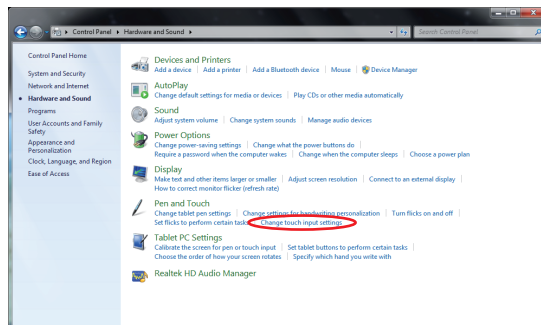 Control Panel ▸ Hardware and Sound ▸
Search Control Panel
Control Panel Home
System and Security
Network and Internet
Hardware and Sound
Programs
User Accounts and Family
Safety
Appearance and
Personalization
Clock, Language, and Region
Ease of Access
Devices and Printers
Add a device | Add a printer | Add a Bluetooth device | Mouse | Device Manager
AutoPlay
Change default settings for media or devices | Play CDs or other media automatically
Sound
Adjust system volume | Change system sounds | Manage audio devices
Power Options
Change power-saving settings | Change what the power buttons do |
Require a password when the computer wakes | Change when the computer sleeps | Choose a power plan
Display
Make text and other items larger or smaller | Adjust screen resolution | Connect to an external display |
How to correct monitor flicker (refresh rate)
Pen and Touch
Change tablet pen settings | Change settings for handwriting personalization | Turn flicks on and off |
Set flicks to perform certain tasks | Change touch input settings
Tablet PC Settings
Calibrate the screen for pen or touch input | Set tablet buttons to perform certain tasks |
Choose the order of how your screen rotates | Specify which hand you write with
Realtek HD Audio Manager